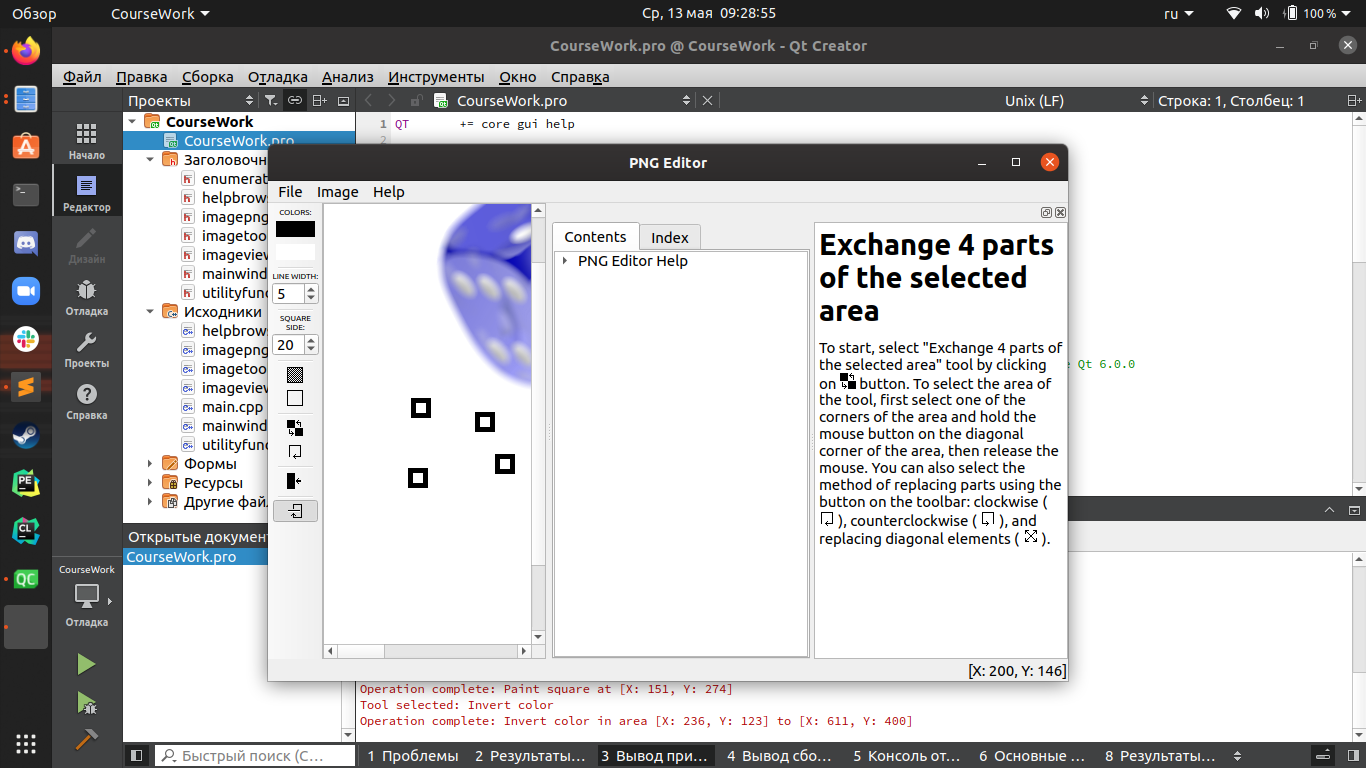 Обзор
CourseWork
Ср, 13 мая 09:28:55
ru
100 %
CourseWork.pro @ CourseWork - Qt Creator
Файл Правка Сборка Отладка Анализ Инструменты Окно Справка
Проекты
CourseWork.pro
Unix (LF)
Строка: 1, Столбец: 1
Начало
Редактор
Дизайн
Отладка
Проекты
Справка
CourseWork
Отладка
CourseWork
CourseWork.pro
Заголовочн
enumerat
helpbrow
imagepng
imagetoo
imageview
mainwind
utilityfunc
Исходники
helpbrow
imagepng
imagetoo
imageview
main.cpp
mainwind
utilityfunc
Формы
Ресурсы
Другие фай
Открытые документ
CourseWork.pro
1 QT += core gui help
2
Qt 6.0.0
PNG Editor
File Image Help
COLORS:
LINE WIDTH:
5
SQUARE
SIDE:
20
Contents Index
PNG Editor Help
Exchange 4 parts
of the selected
area
To start, select "Exchange 4 parts of
the selected area" tool by clicking
on button. To select the area of
the tool, first select one of the
corners of the area and hold the
mouse button on the diagonal
corner of the area, then release the
mouse. You can also select the
method of replacing parts using the
button on the toolbar: clockwise (
), counterclockwise ( ), and
replacing diagonal elements ( ).
[X: 200, Y: 146]
Operation complete: Paint square at [X: 151, Y: 274]
Tool selected: Invert color
Operation complete: Invert color in area [X: 236, Y: 123] to [X: 611, Y: 400]
Быстрый поиск (С...
1 Проблемы
2 Результаты...
3 Вывод при...
4 Вывод сбо...
5 Консоль от...
6 Основные ...
8 Результаты...